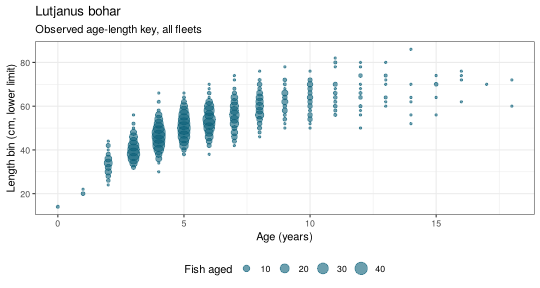 Lutjanus bohar
Observed age-length key, all fleets
Length bin (cm, lower limit)
80
60
40
20
0 5 10 15
Age (years)
Fish aged 10 20 30 40